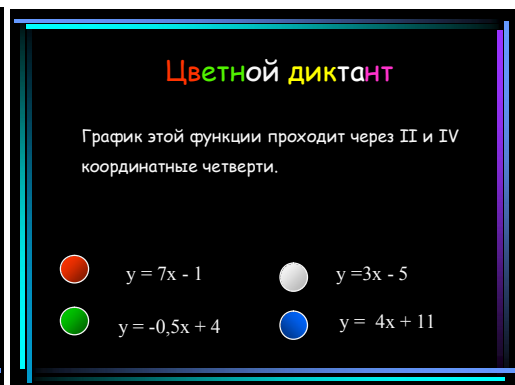 Цветной диктант
График этой функции проходит через II и IV
координатные четверти.
y = 7x - 1
y =3x - 5
y = -0,5x + 4
y = 4x + 11